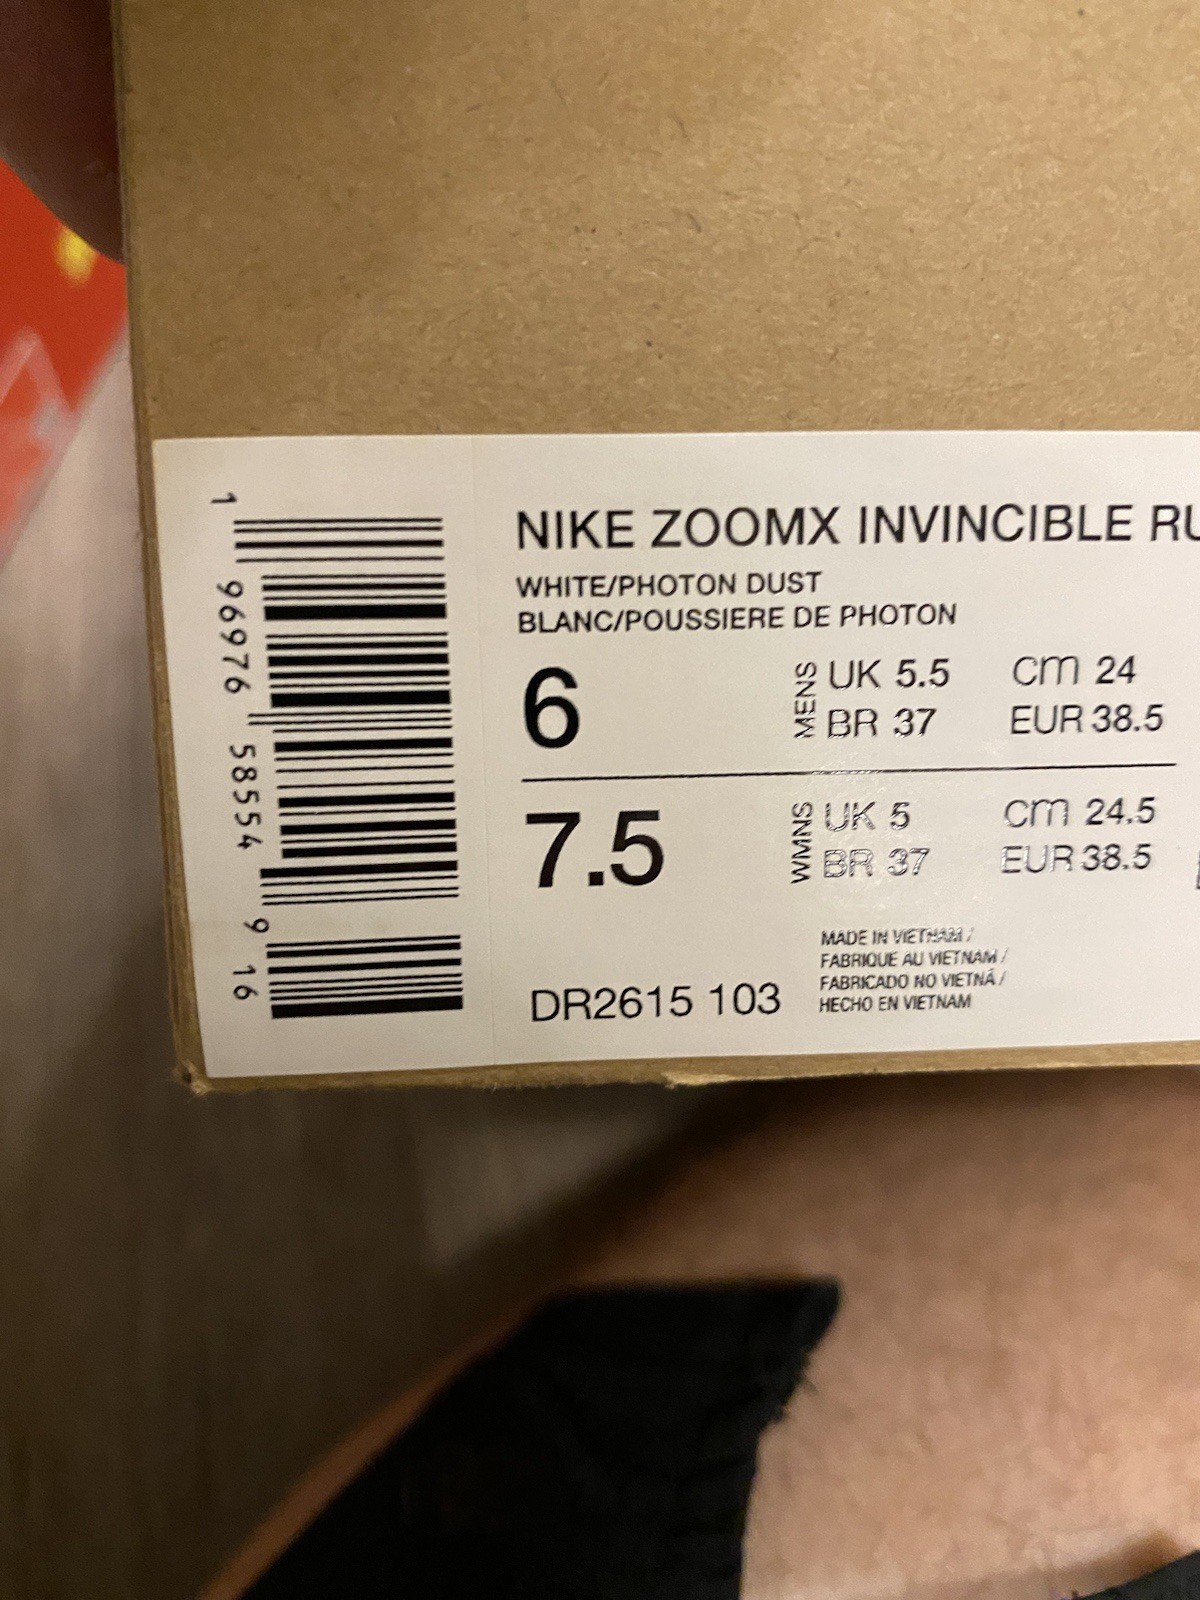 1 96976 58554 9 16
NIKE ZOOMX INVINCIBLE RU
WHITE/PHOTON DUST
BLANC/POUSSIERE DE PHOTON
6 MENS UK 5.5 CM 24
BR 37 EUR 38.5
7.5 WMNS UK 5 CM 24.5
BR 37 EUR 38.5
MADE IN VIETNAM /
FABRIQUE AU VIETNAM /
FABRICADO NO VIETNÃ /
HECHO EN VIETNAM
DR2615 103